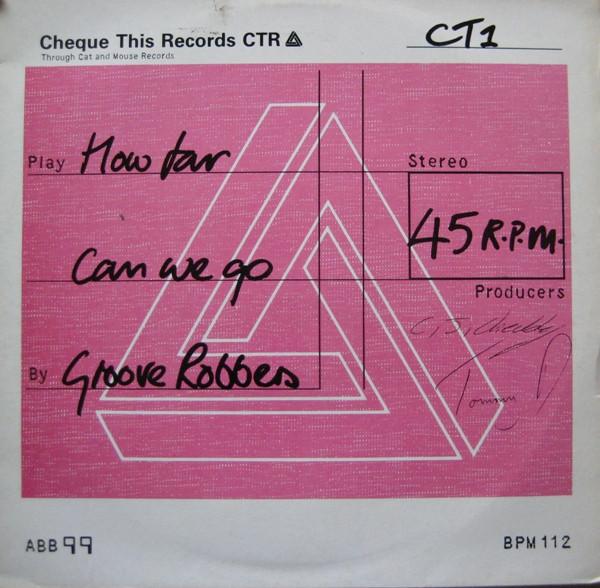 Cheque This Records CTR
Through Cat and Mouse Records
CT1
Play How far
Stereo
45 R.P.M.
Can we go
Producers
By Groove Robbers
Tommy D
ABB 99
BPM 112